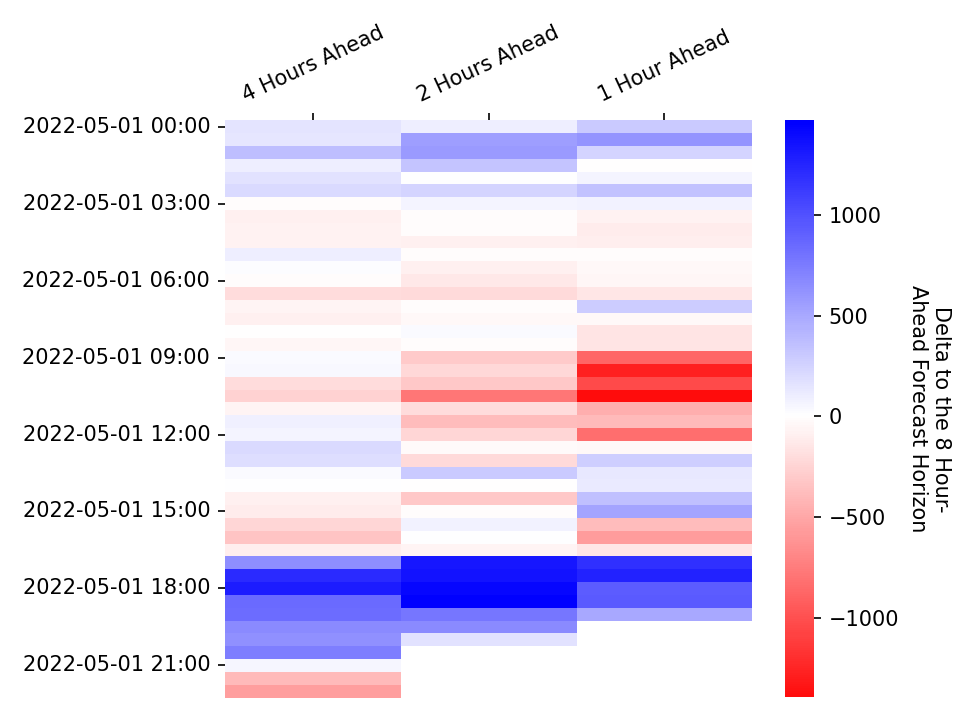 4 Hours Ahead
2 Hours Ahead
1 Hour Ahead
2022-05-01 00:00
2022-05-01 03:00
2022-05-01 06:00
2022-05-01 09:00
2022-05-01 12:00
2022-05-01 15:00
2022-05-01 18:00
2022-05-01 21:00
1000
500
0
−500
−1000
Delta to the 8 Hour-
Ahead Forecast Horizon